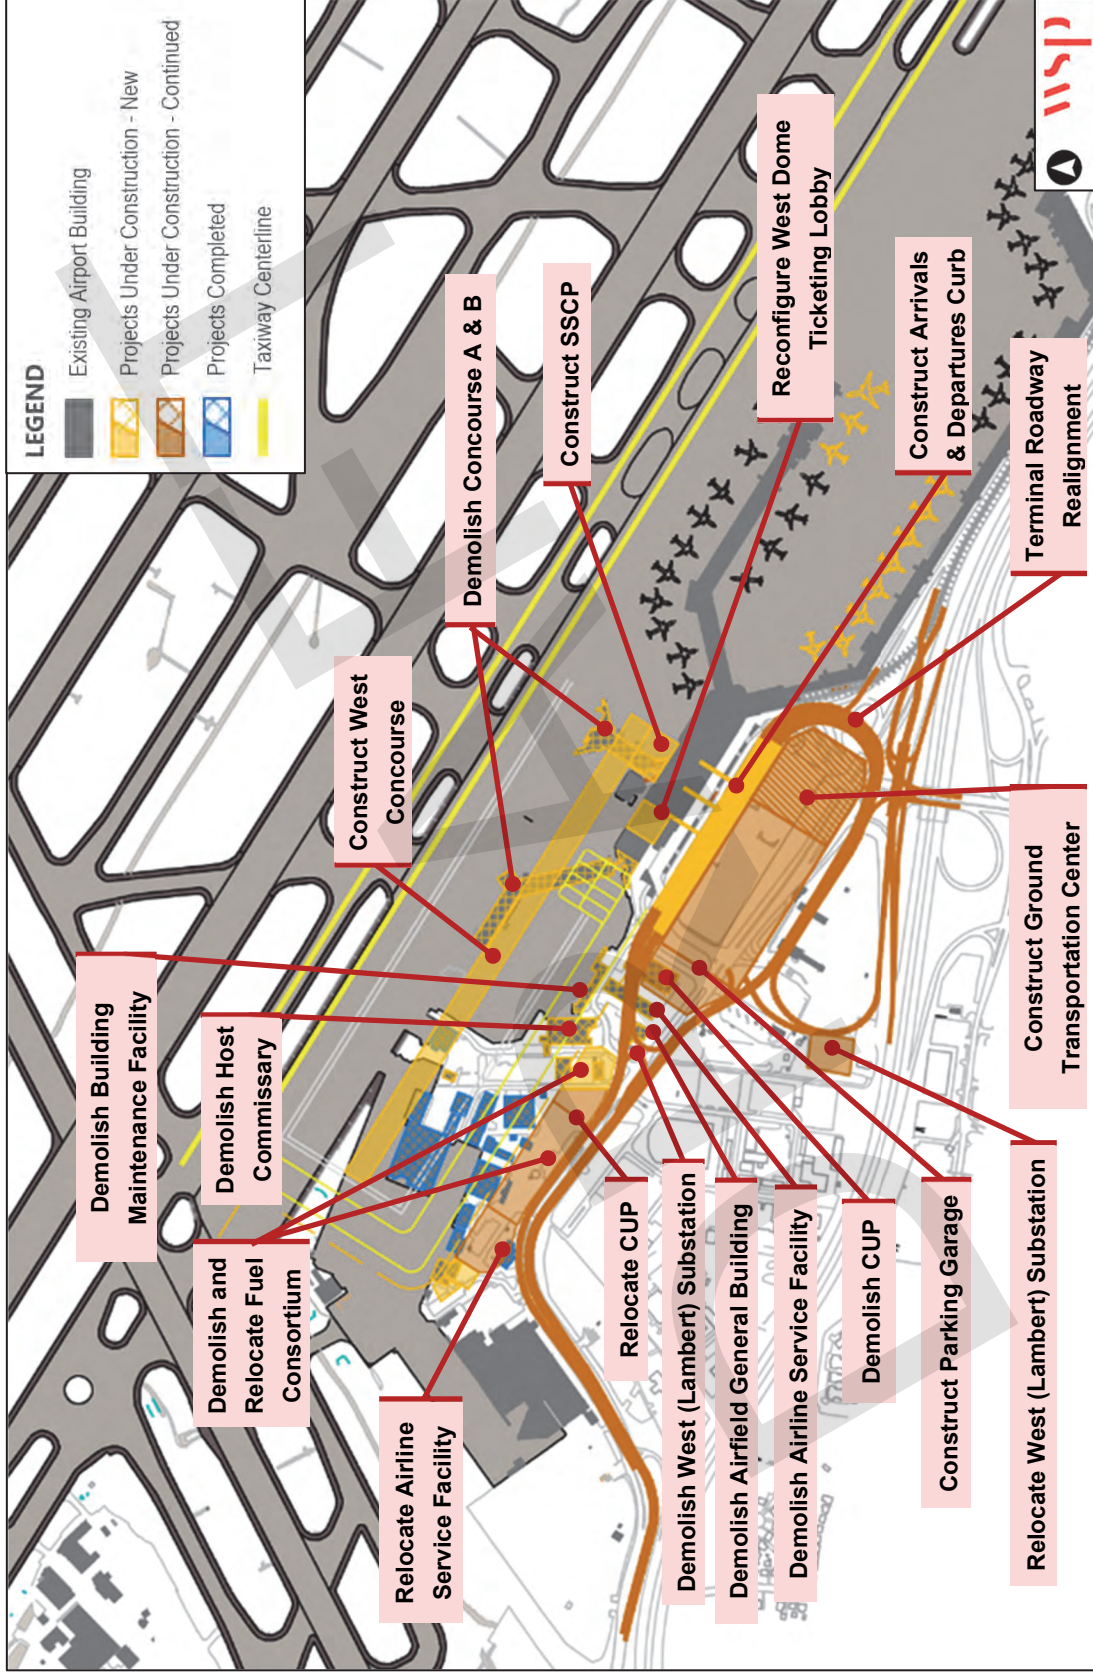 LEGEND
Existing Airport Building
Projects Under Construction - New
Projects Under Construction - Continued
Projects Completed
Taxiway Centerline
Demolish Building
Maintenance Facility
Demolish Host
Commissary
Demolish and
Relocate Fuel
Consortium
Construct West
Concourse
Relocate Airline
Service Facility
Demolish Concourse A & B
Construct SSCP
Relocate CUP
Demolish West (Lambert) Substation
Demolish Airfield General Building
Reconfigure West Dome
Ticketing Lobby
Demolish Airline Service Facility
Demolish CUP
Construct Arrivals
& Departures Curb
Construct Parking Garage
Terminal Roadway
Realignment
Construct Ground
Transportation Center
Relocate West (Lambert) Substation
wsp
DRAFT